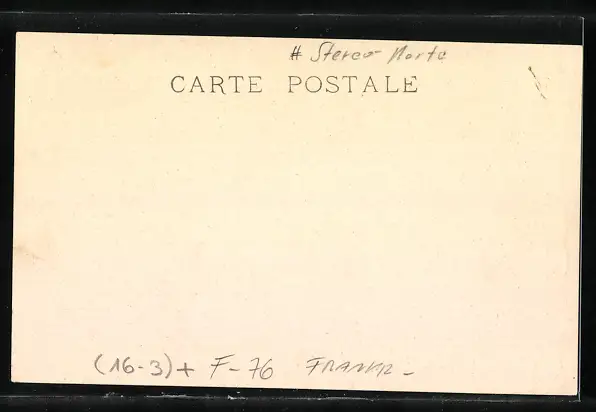 # Stereo Karte
CARTE POSTALE
(16-3)+ F-76 FRANKR-